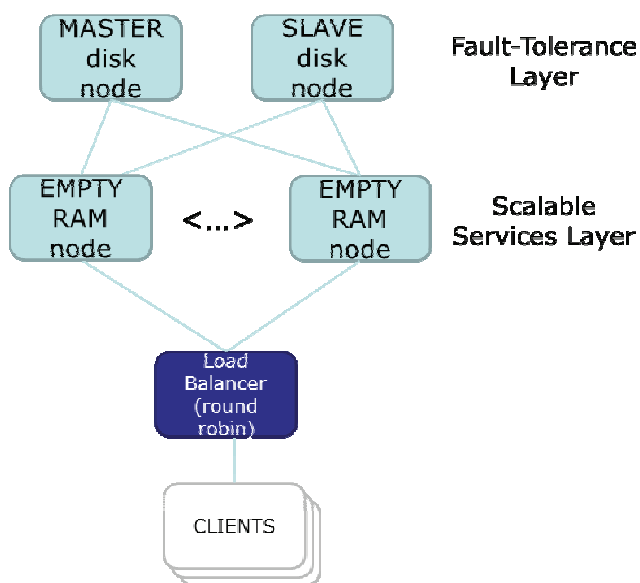 MASTER
disk
node
SLAVE
disk
node
Fault-Tolerance
Layer
EMPTY
RAM
node
<...>
EMPTY
RAM
node
Scalable
Services Layer
Load
Balancer
(round
robin)
CLIENTS